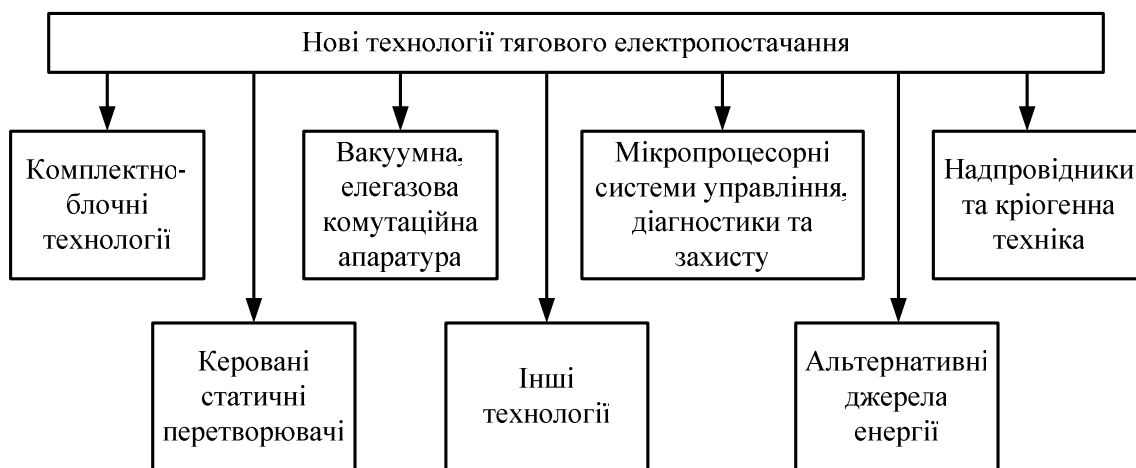 Нові технології тягового електропостачання
Комплектно-
блочні
технології
Вакуумна,
елегазова
комутаційна
апаратура
Мікропроцесорні
системи управління,
діагностики та
захисту
Надпровідники
та кріогенна
техніка
Керовані
статичні
перетворювачі
Інші
технології
Альтернативні
джерела
енергії